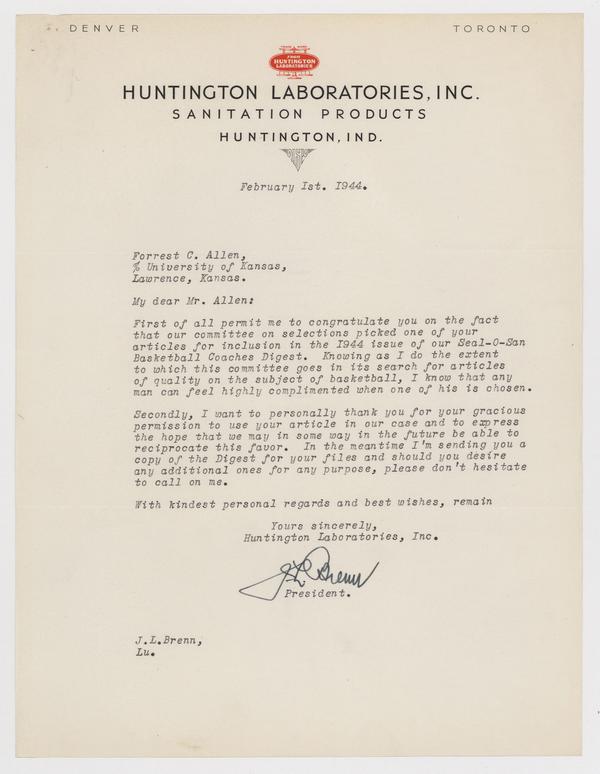 DENVER TORONTO
TRADE MARK
FROM
HUNTINGTON
LABORATORIES
HUNTINGTON LABORATORIES, INC.
SANITATION PRODUCTS
HUNTINGTON, IND.
February 1st. 1944.
Forrest C. Allen,
% University of Kansas,
Lawrence, Kansas.
My dear Mr. Allen:
First of all permit me to congratulate you on the fact
that our committee on selections picked one of your
articles for inclusion in the 1944 issue of our Seal-O-San
Basketball Coaches Digest. Knowing as I do the extent
to which this committee goes in its search for articles
of quality on the subject of basketball, I know that any
man can feel highly complimented when one of his is chosen.
Secondly, I want to personally thank you for your gracious
permission to use your article in our case and to express
the hope that we may in some way in the future be able to
reciprocate this favor. In the meantime I'm sending you a
copy of the Digest for your files and should you desire
any additional ones for any purpose, please don't hesitate
to call on me.
With kindest personal regards and best wishes, remain
Yours sincerely,
Huntington Laboratories, Inc.
J L Brenn
President.
J.L.Brenn,
Lu.